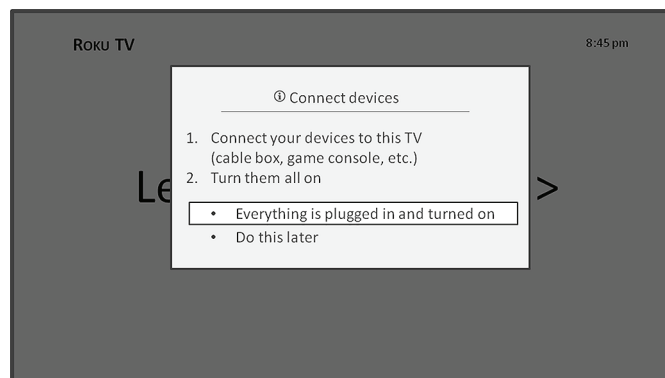 Roku TV
8:45 pm
ⓘ Connect devices
1. Connect your devices to this TV
(cable box, game console, etc.)
2. Turn them all on
Le >
• Everything is plugged in and turned on
• Do this later